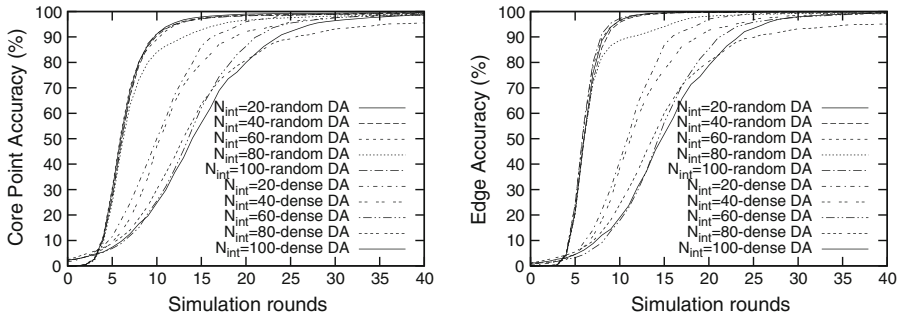 Core Point Accuracy (%)
100
90
80
70
60
50
40
30
20
10
0
N_int=20-random DA
N_int=40-random DA
N_int=60-random DA
N_int=80-random DA
N_int=100-random DA
N_int=20-dense DA
N_int=40-dense DA
N_int=60-dense DA
N_int=80-dense DA
N_int=100-dense DA
0 5 10 15 20 25 30 35 40
Simulation rounds
Edge Accuracy (%)
100
90
80
70
60
50
40
30
20
10
0
N_int=20-random DA
N_int=40-random DA
N_int=60-random DA
N_int=80-random DA
N_int=100-random DA
N_int=20-dense DA
N_int=40-dense DA
N_int=60-dense DA
N_int=80-dense DA
N_int=100-dense DA
0 5 10 15 20 25 30 35 40
Simulation rounds